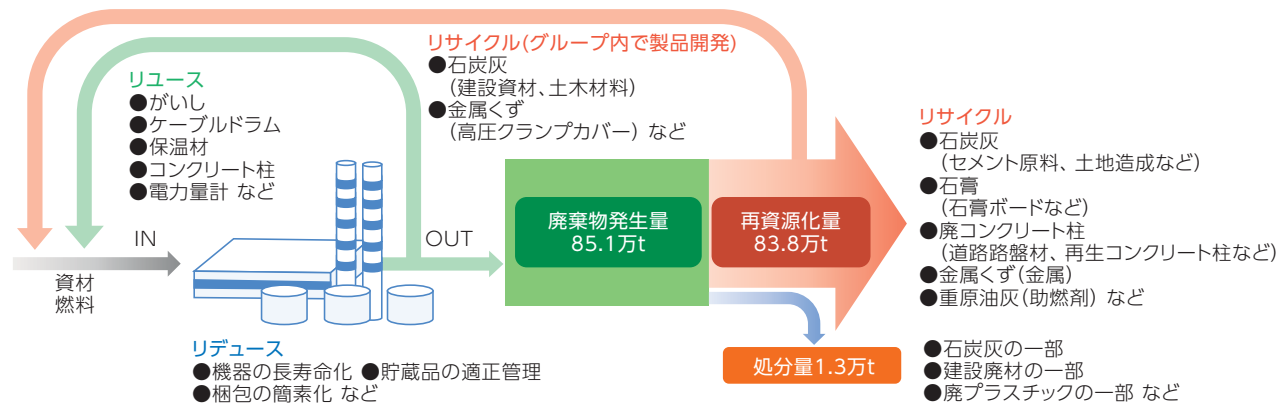 リサイクル(グループ内で製品開発)
●石炭灰
(建設資材、土木材料)
●金属くず
(高圧クランプカバー) など
リユース
●がいし
●ケーブルドラム
●保温材
●コンクリート柱
●電力量計 など
IN
OUT
資材
燃料
廃棄物発生量
85.1万t
再資源化量
83.8万t
リサイクル
●石炭灰
(セメント原料、土地造成など)
●石膏
(石膏ボードなど)
●廃コンクリート柱
(道路路盤材、再生コンクリート柱など)
●金属くず(金属)
●重原油灰(助燃剤) など
リデュース
●機器の長寿命化 ●貯蔵品の適正管理
●梱包の簡素化 など
処分量1.3万t
●石炭灰の一部
●建設廃材の一部
●廃プラスチックの一部 など